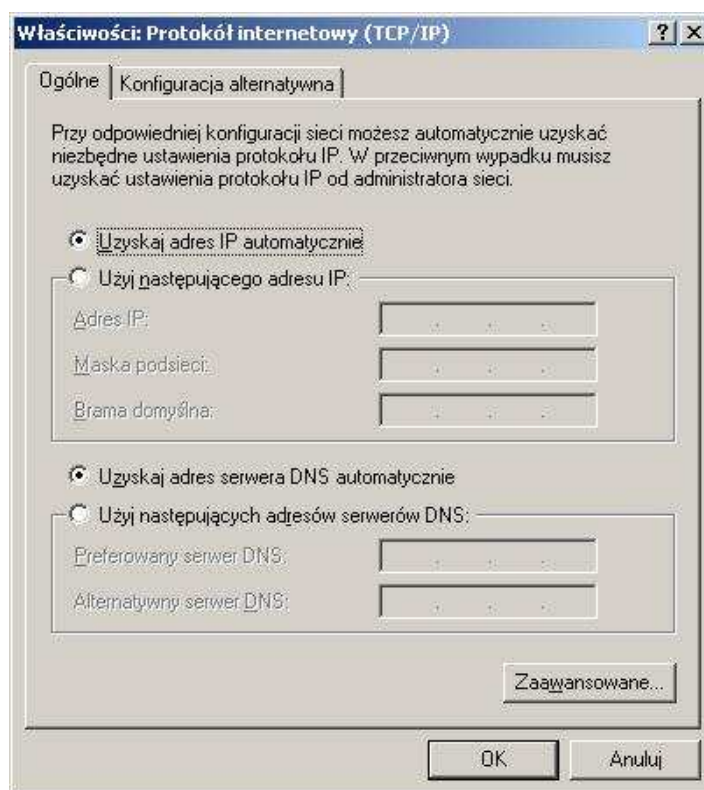 Właściwości: Protokół internetowy (TCP/IP)
Ogólne
Konfiguracja alternatywna
Przy odpowiedniej konfiguracji sieci możesz automatycznie uzyskać
niezbędne ustawienia protokołu IP. W przeciwnym wypadku musisz
uzyskać ustawienia protokołu IP od administratora sieci.
Uzyskaj adres IP automatycznie
Użyj następującego adresu IP:
Adres IP:
Maska podsieci:
Brama domyślna:
Uzyskaj adres serwera DNS automatycznie
Użyj następujących adresów serwerów DNS:
Preferowany serwer DNS:
Alternatywny serwer DNS:
Zaawansowane...
OK
Anuluj